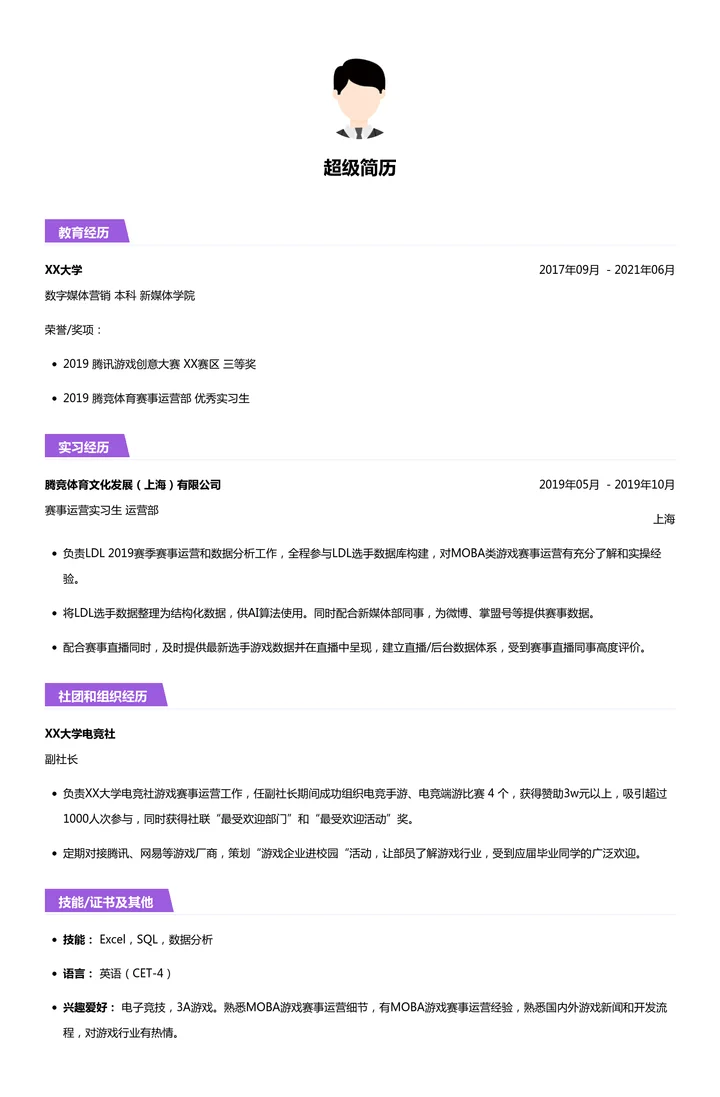 超级简历
教育经历
XX大学 2017年09月 - 2021年06月
数字媒体营销 本科 新媒体学院
荣誉/奖项：
• 2019 腾讯游戏创意大赛 XX赛区 三等奖
• 2019 腾竞体育赛事运营部 优秀实习生
实习经历
腾竞体育文化发展（上海）有限公司 2019年05月 - 2019年10月
赛事运营实习生 运营部
上海
• 负责LDL 2019赛季赛事运营和数据分析工作，全程参与LDL选手数据库构建，对MOBA类游戏赛事运营有充分了解和实操经
验。
• 将LDL选手数据整理为结构化数据，供AI算法使用。同时配合新媒体部同事，为微博、掌盟号等提供赛事数据。
• 配合赛事直播同时，及时提供最新选手游戏数据并在直播中呈现，建立直播/后台数据体系，受到赛事直播同事高度评价。
社团和组织经历
XX大学电竞社
副社长
• 负责XX大学电竞社游戏赛事运营工作，任副社长期间成功组织电竞手游、电竞端游比赛 4 个，获得赞助3w元以上，吸引超过
1000人次参与，同时获得社联“最受欢迎部门”和“最受欢迎活动”奖。
• 定期对接腾讯、网易等游戏厂商，策划“游戏企业进校园“活动，让部员了解游戏行业，受到应届毕业同学的广泛欢迎。
技能/证书及其他
• 技能： Excel，SQL，数据分析
• 语言： 英语（CET-4）
• 兴趣爱好： 电子竞技，3A游戏。熟悉MOBA游戏赛事运营细节，有MOBA游戏赛事运营经验，熟悉国内外游戏新闻和开发流
程，对游戏行业有热情。